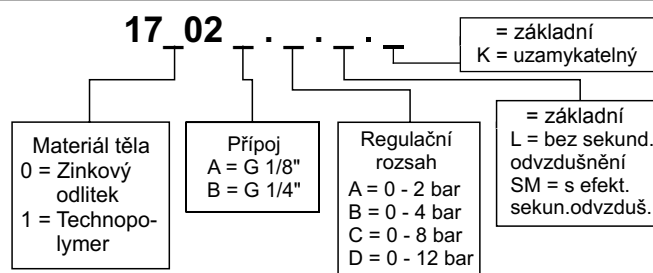 17_02 _ . _ . _ . _
= základní
K = uzamykatelný
Materiál těla
0 = Zinkový
odlitek
1 = Technopo-
lymer
Přípoj
A = G 1/8"
B = G 1/4"
Regulační
rozsah
A = 0 - 2 bar
B = 0 - 4 bar
C = 0 - 8 bar
D = 0 - 12 bar
= základní
L = bez sekund.
odvzdušnění
SM = s efekt.
sekun.odvzduš.